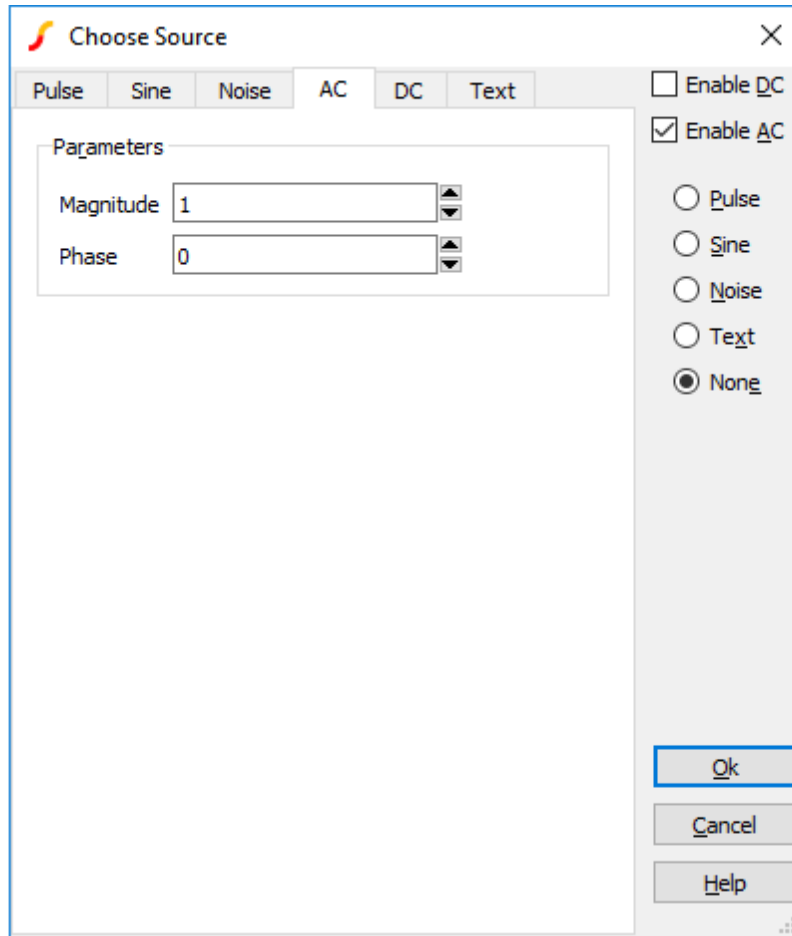 Choose Source
Pulse Sine Noise AC DC Text
Enable DC
Enable AC
Parameters
Magnitude 1
Phase 0
Pulse
Sine
Noise
Text
None
Ok
Cancel
Help